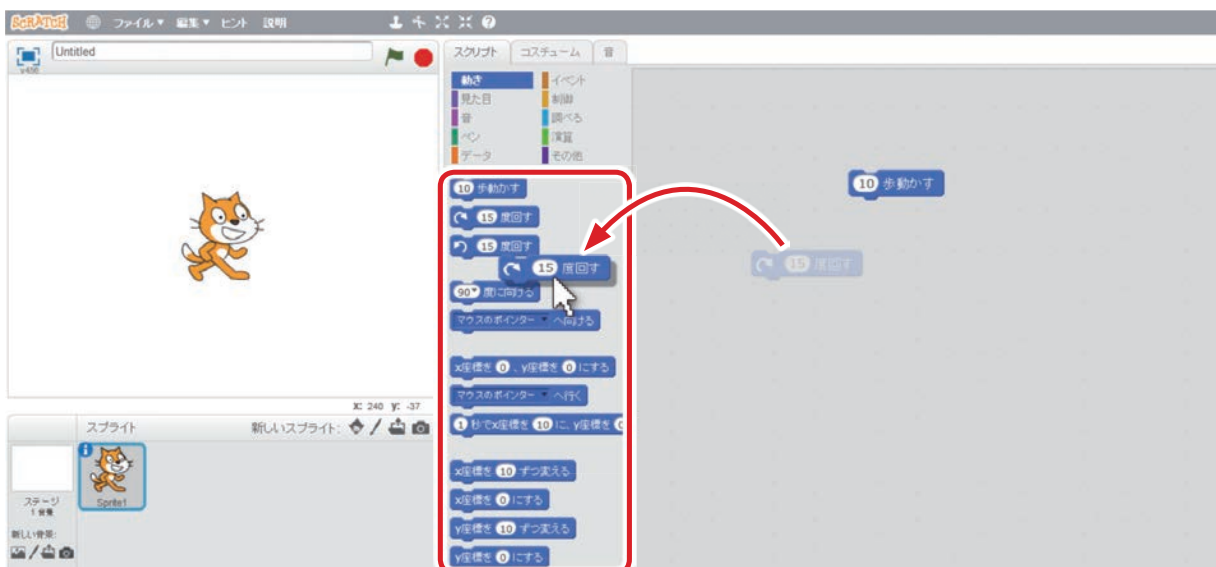 SCRATCH ファイル▼ 編集▼ ヒント 説明
Untitled
v456
スクリプト コスチューム 音
動き イベント
見た目 制御
音 調べる
ペン 演算
データ その他
10 歩動かす
15 度回す
15 度回す
15 度回す
90▼ 度に向ける
マウスのポインター▼ へ向ける
x座標を 0 、y座標を 0 にする
マウスのポインター▼ へ行く
1 秒でx座標を 10 に、y座標を 0
x座標を 10 ずつ変える
x座標を 0 にする
y座標を 10 ずつ変える
y座標を 0 にする
10 歩動かす
15 度回す
x: 240 y: -37
スプライト 新しいスプライト:
ステージ
1 背景
新しい背景:
Sprite1